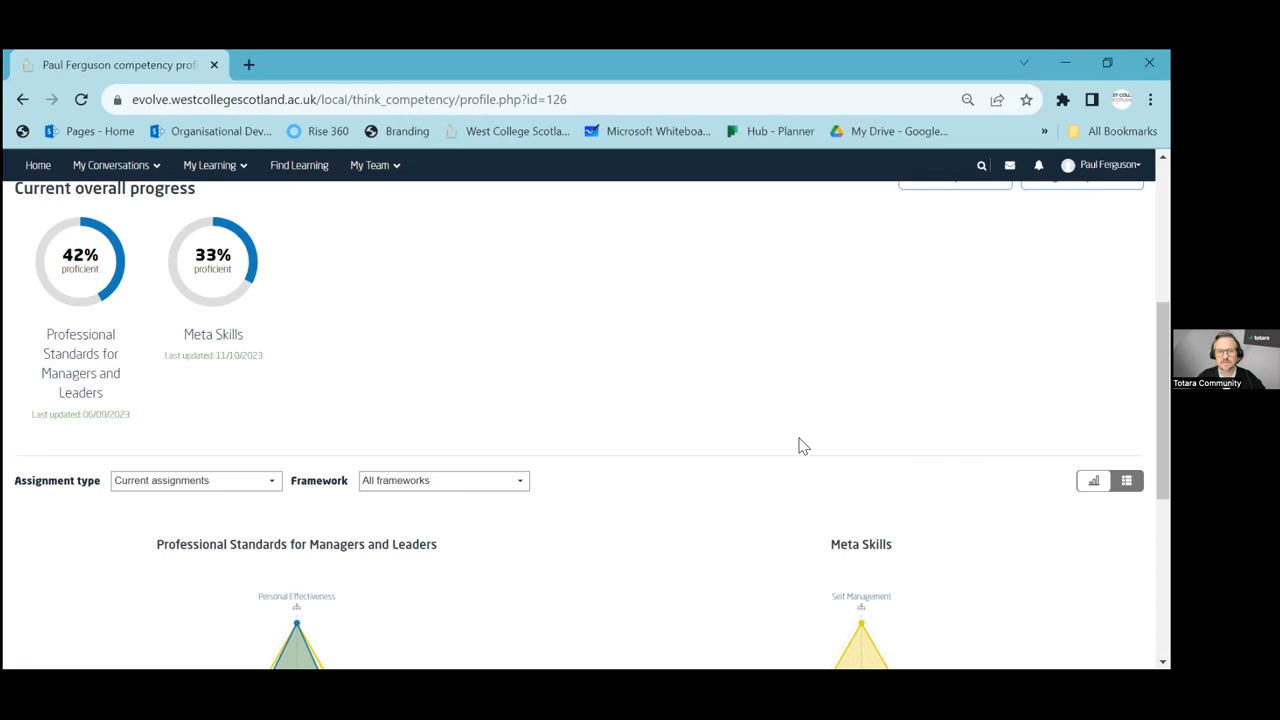 Paul Ferguson competency prof
evolve.westcollegescotland.ac.uk/local/think_competency/profile.php?id=126
Pages - Home
Organisational Dev...
Rise 360
Branding
West College Scotla...
Microsoft Whiteboa...
Hub - Planner
My Drive - Google...
»
All Bookmarks
Home
My Conversations
My Learning
Find Learning
My Team
Paul Ferguson
Current overall progress
42%
proficient
33%
proficient
Professional
Standards for
Managers and
Leaders
Last updated: 06/09/2023
Meta Skills
Last updated: 11/10/2023
totara
Totara Community
Assignment type
Current assignments
Framework
All frameworks
Professional Standards for Managers and Leaders
Meta Skills
Personal Effectiveness
Self Management